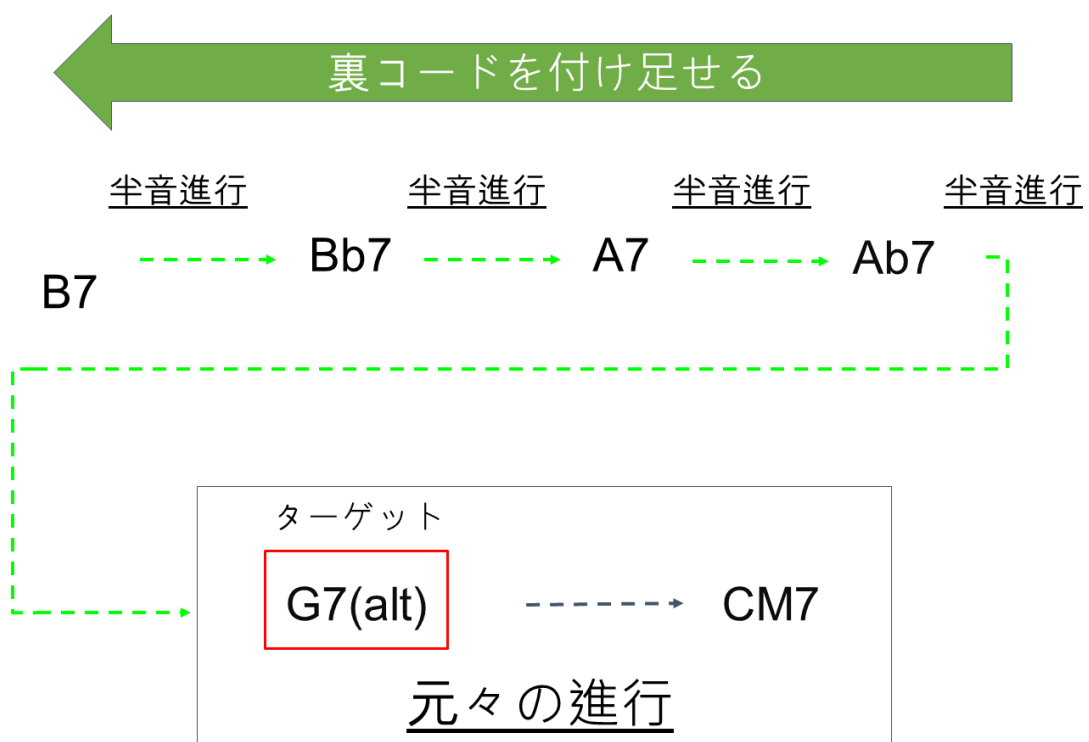 裏コードを付け足せる
半音進行 半音進行 半音進行 半音進行
B7 Bb7 A7 Ab7
ターゲット
G7(alt) CM7
元々の進行